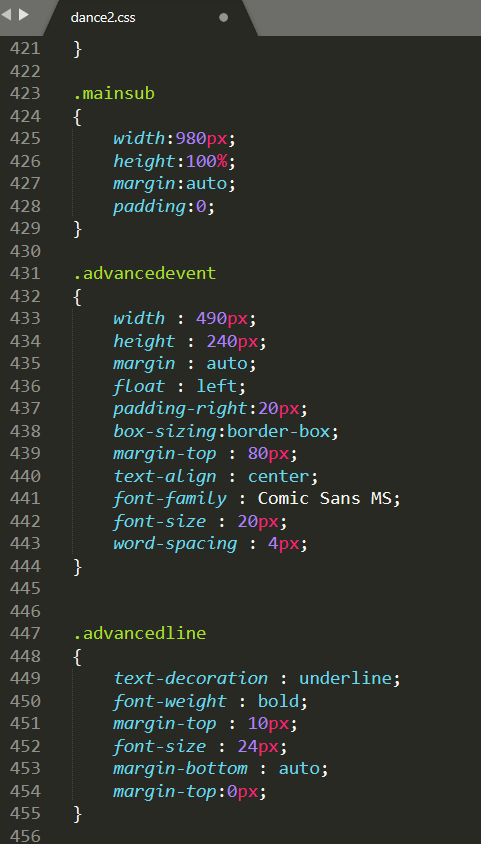 dance2.css
421 }
422
423 .mainsub
424 {
425 width:980px;
426 height:100%;
427 margin:auto;
428 padding:0;
429 }
430
431 .advancedevent
432 {
433 width : 490px;
434 height : 240px;
435 margin : auto;
436 float : left;
437 padding-right:20px;
438 box-sizing:border-box;
439 margin-top : 80px;
440 text-align : center;
441 font-family : Comic Sans MS;
442 font-size : 20px;
443 word-spacing : 4px;
444 }
445
446
447 .advancedline
448 {
449 text-decoration : underline;
450 font-weight : bold;
451 margin-top : 10px;
452 font-size : 24px;
453 margin-bottom : auto;
454 margin-top:0px;
455 }
456